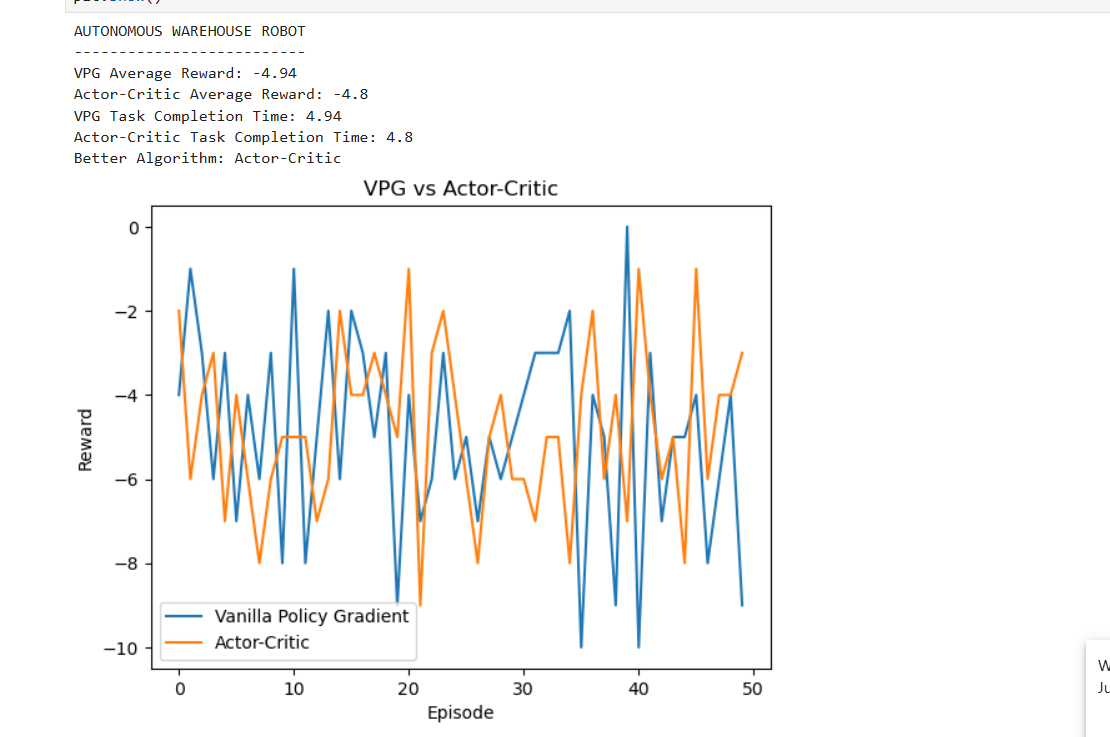 AUTONOMOUS WAREHOUSE ROBOT
--------------------------
VPG Average Reward: -4.94
Actor-Critic Average Reward: -4.8
VPG Task Completion Time: 4.94
Actor-Critic Task Completion Time: 4.8
Better Algorithm: Actor-Critic
VPG vs Actor-Critic
0
−2
−4
−6
−8
−10
Reward
Vanilla Policy Gradient
Actor-Critic
0 10 20 30 40 50
Episode